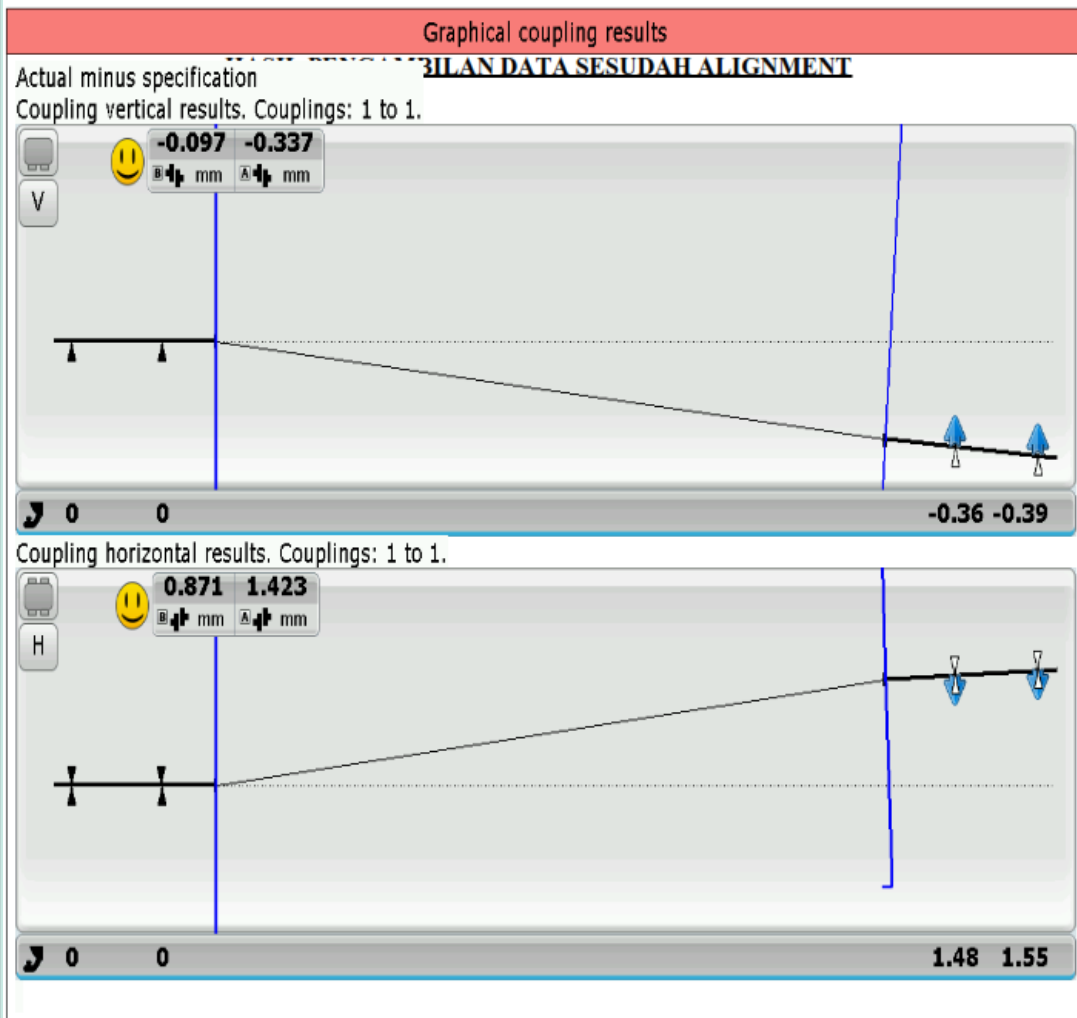 Graphical coupling results
BILAN DATA SESUDAH ALIGNMENT
Actual minus specification
Coupling vertical results. Couplings: 1 to 1.
-0.097 -0.337
B mm A mm
V
0 0 -0.36 -0.39
Coupling horizontal results. Couplings: 1 to 1.
0.871 1.423
B mm A mm
H
0 0 1.48 1.55